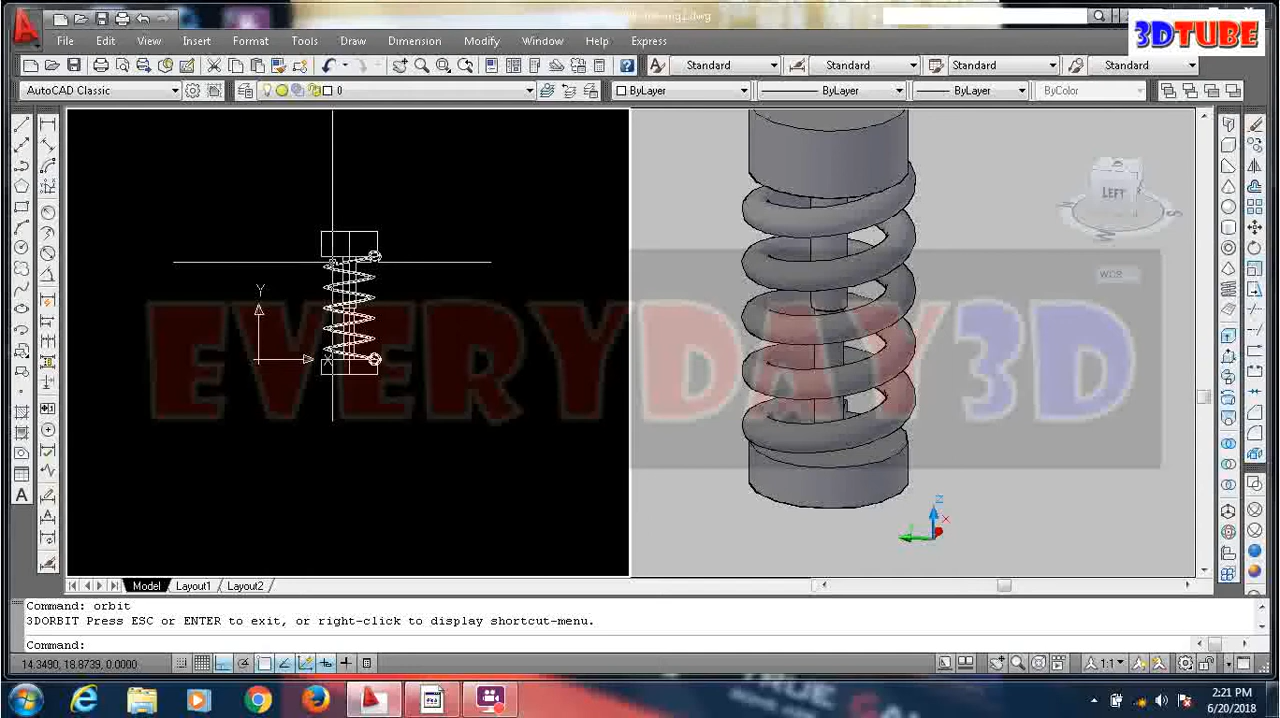 3DTUBE
File Edit View Insert Format Tools Draw Dimension Help Express
Standard Standard Standard Standard
AutoCAD Classic 0 ByLayer ByLayer ByLayer ByColor
LEFT
S
W
WCS
Y
X
EVERYDAY3D
Z
X
Model Layout1 Layout2
Command: orbit
3DORBIT Press ESC or ENTER to exit, or right-click to display shortcut-menu.
Command:
14.3490, 18.8739, 0.0000 1:1
2:21 PM
6/20/2018